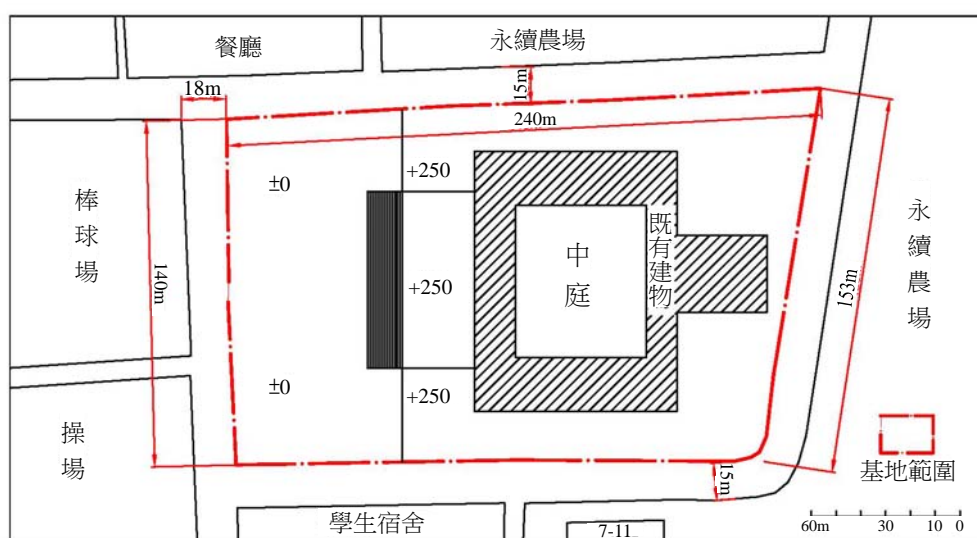 餐廳
永續農場
18m
15m
240m
±0
+250
棒球場
140m
+250
中庭
既有建物
153m
永續農場
±0
+250
操場
15m
基地範圍
學生宿舍
7-11
60m 30 10 0